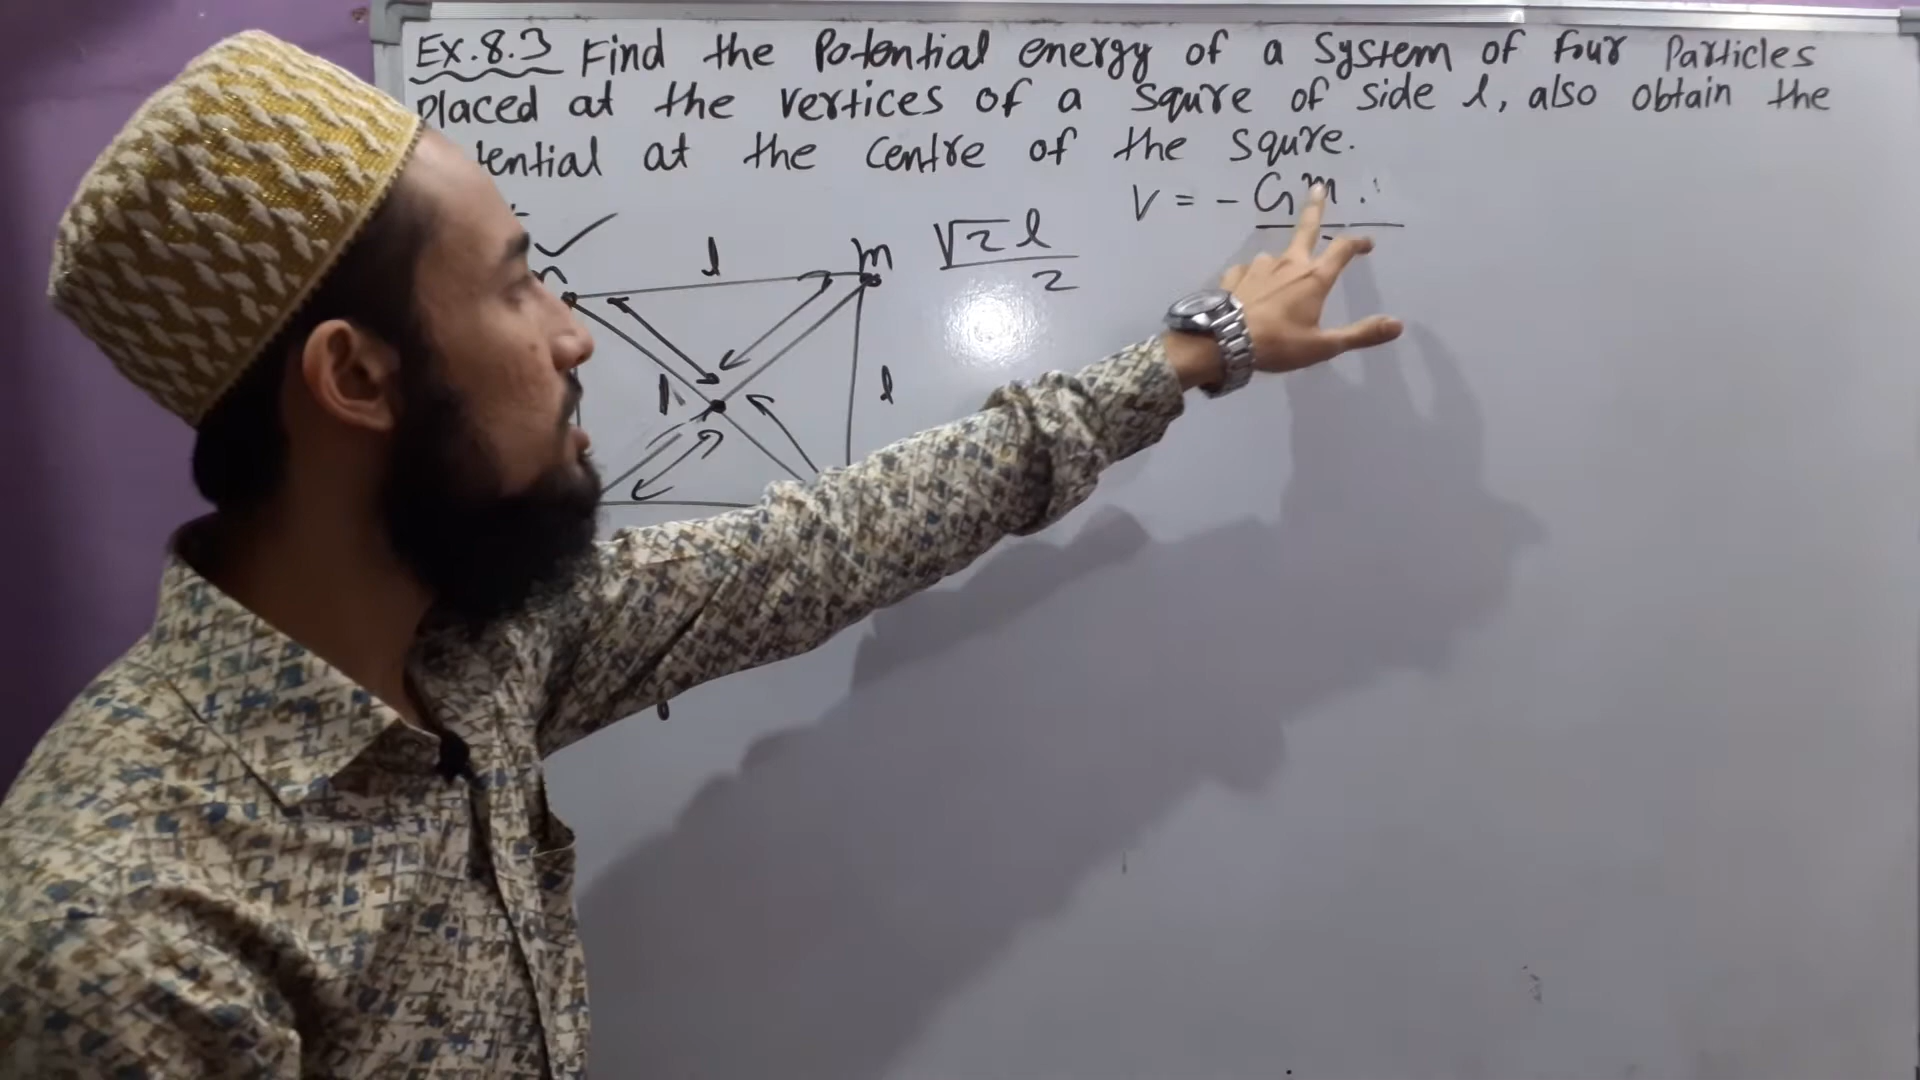 Ex.8.3 Find the Potential energy of a System of four Particles
Placed at the vertices of a Squre of side l, also obtain the
tential at the centre of the Squre.
V = - Gm
l
m
√2 l
2
l